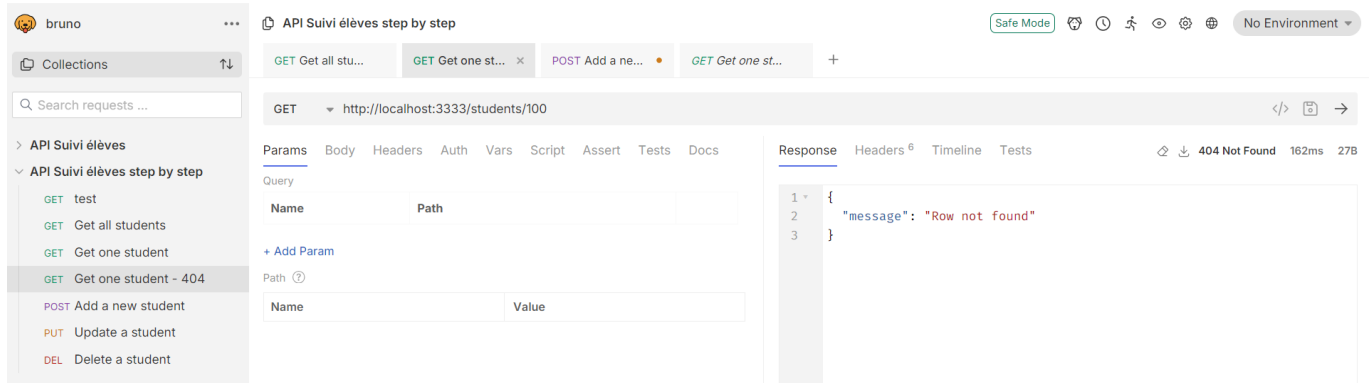 bruno
Collections
Search requests ...
API Suivi élèves
API Suivi élèves step by step
GET test
GET Get all students
GET Get one student
GET Get one student - 404
POST Add a new student
PUT Update a student
DEL Delete a student
API Suivi élèves step by step
Safe Mode
No Environment
GET Get all stu...
GET Get one st...
POST Add a ne...
GET Get one st...
GET http://localhost:3333/students/100
Params Body Headers Auth Vars Script Assert Tests Docs
Query
Name Path
+ Add Param
Path ?
Name Value
Response Headers 6 Timeline Tests 404 Not Found 162ms 27B
1 {
2 "message": "Row not found"
3 }